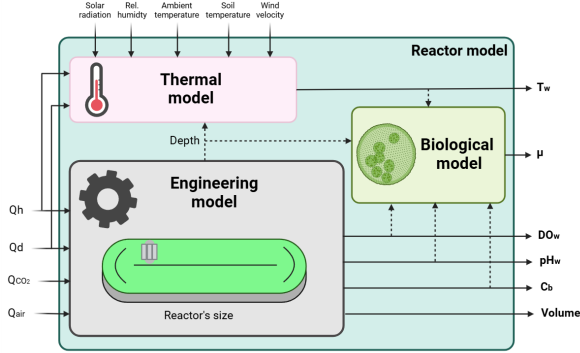 Solar radiation
Rel. humidity
Ambient temperature
Soil temperature
Wind velocity
Reactor model
Thermal model
Tw
Depth
Biological model
μ
Engineering model
Qh
Qd
QCO₂
Qair
Reactor's size
DOw
pHw
Cb
Volume